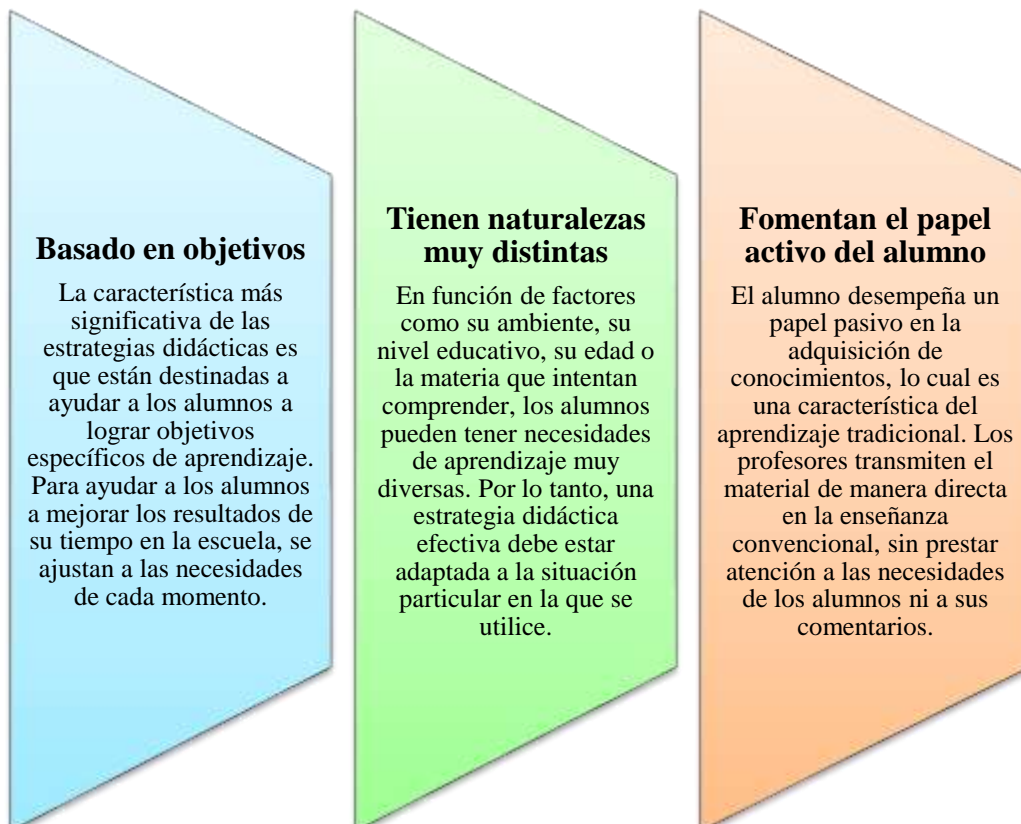 Basado en objetivos
La característica más
significativa de las
estrategias didácticas es
que están destinadas a
ayudar a los alumnos a
lograr objetivos
específicos de aprendizaje.
Para ayudar a los alumnos
a mejorar los resultados de
su tiempo en la escuela, se
ajustan a las necesidades
de cada momento.
Tienen naturalezas
muy distintas
En función de factores
como su ambiente, su
nivel educativo, su edad o
la materia que intentan
comprender, los alumnos
pueden tener necesidades
de aprendizaje muy
diversas. Por lo tanto, una
estrategia didáctica
efectiva debe estar
adaptada a la situación
particular en la que se
utilice.
Fomentan el papel
activo del alumno
El alumno desempeña un
papel pasivo en la
adquisición de
conocimientos, lo cual es
una característica del
aprendizaje tradicional. Los
profesores transmiten el
material de manera directa
en la enseñanza
convencional, sin prestar
atención a las necesidades
de los alumnos ni a sus
comentarios.